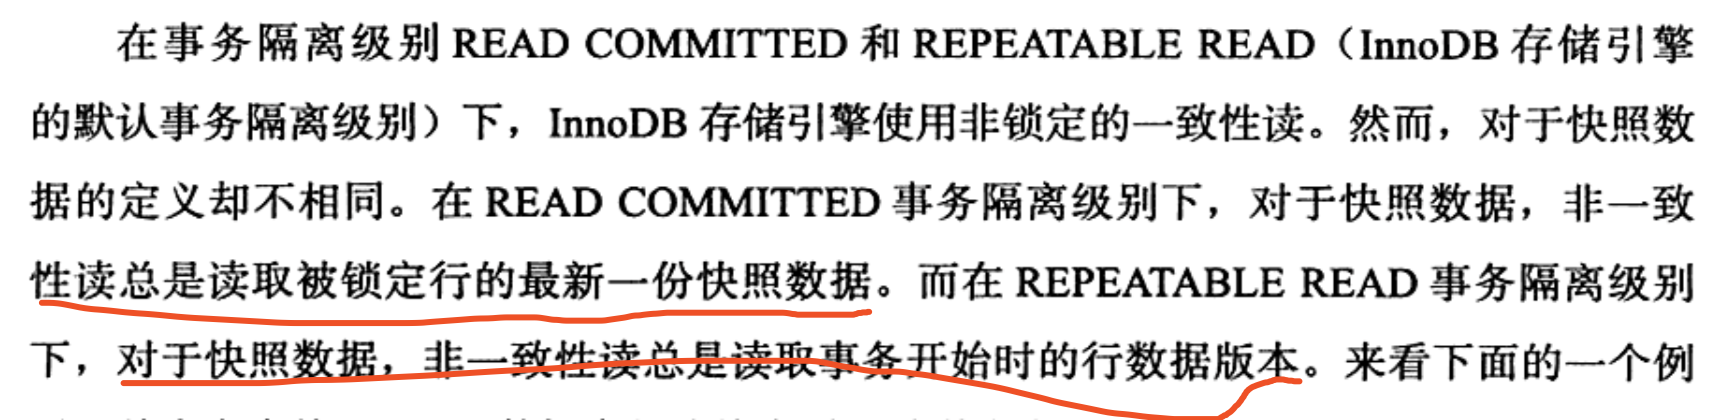 在事务隔离级别 READ COMMITTED 和 REPEATABLE READ（InnoDB 存储引擎
的默认事务隔离级别）下，InnoDB 存储引擎使用非锁定的一致性读。然而，对于快照数
据的定义却不相同。在 READ COMMITTED 事务隔离级别下，对于快照数据，非一致
性读总是读取被锁定行的最新一份快照数据。而在 REPEATABLE READ 事务隔离级别
下，对于快照数据，非一致性读总是读取事务开始时的行数据版本。来看下面的一个例